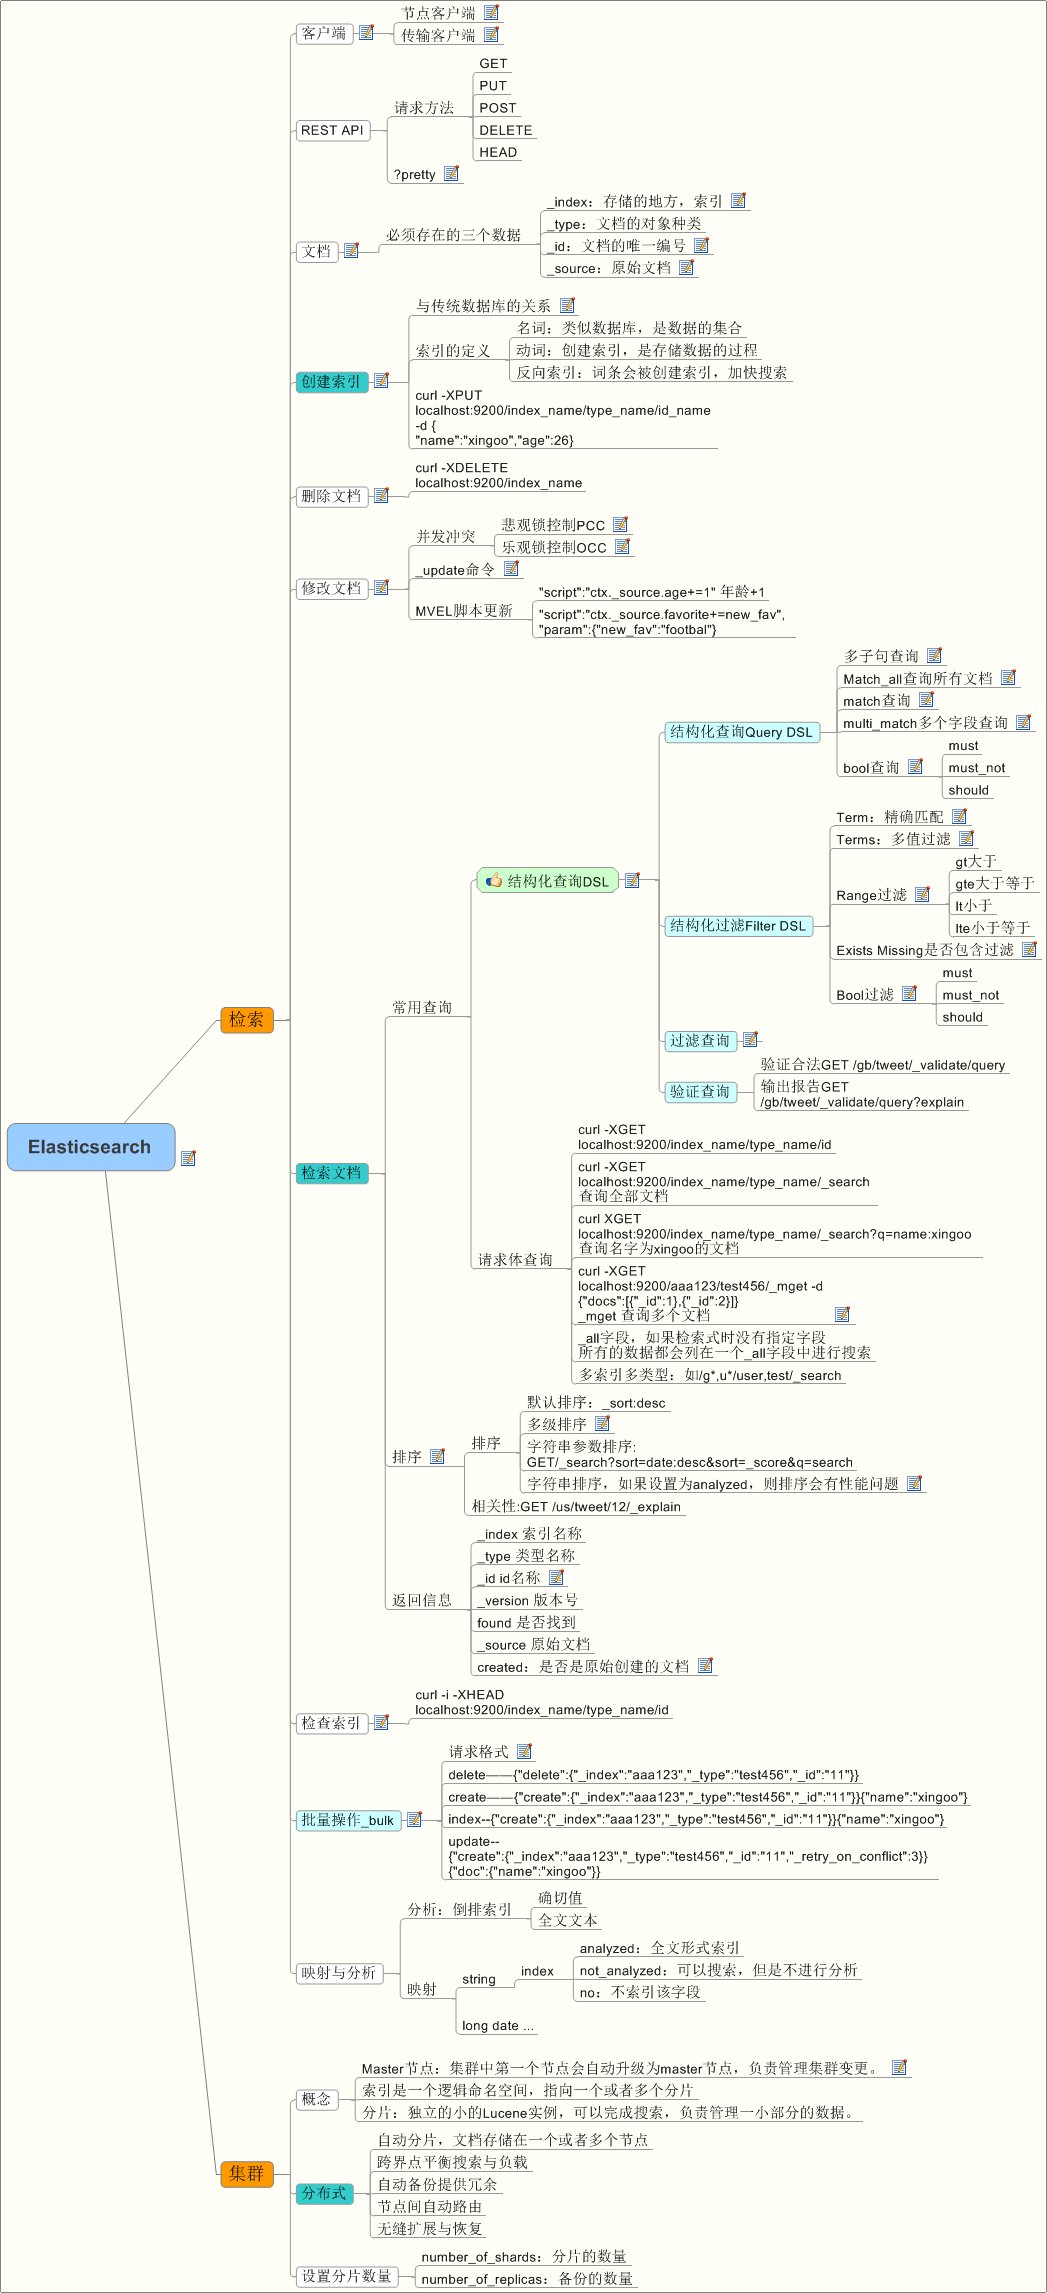 Elasticsearch
检索
客户端
节点客户端
传输客户端
REST API
请求方法
GET
PUT
POST
DELETE
HEAD
?pretty
文档
必须存在的三个数据
_index：存储的地方，索引
_type：文档的对象种类
_id：文档的唯一编号
_source：原始文档
创建索引
与传统数据库的关系
索引的定义
名词：类似数据库，是数据的集合
动词：创建索引，是存储数据的过程
反向索引：词条会被创建索引，加快搜索
curl -XPUT
localhost:9200/index_name/type_name/id_name
-d {
"name":"xingoo","age":26}
删除文档
curl -XDELETE
localhost:9200/index_name
修改文档
并发冲突
悲观锁控制PCC
乐观锁控制OCC
_update命令
MVEL脚本更新
"script":"ctx._source.age+=1" 年龄+1
"script":"ctx._source.favorite+=new_fav",
"param":{"new_fav":"footbal"}
检索文档
常用查询
结构化查询DSL
结构化查询Query DSL
多子句查询
Match_all查询所有文档
match查询
multi_match多个字段查询
bool查询
must
must_not
should
结构化过滤Filter DSL
Term：精确匹配
Terms：多值过滤
Range过滤
gt大于
gte大于等于
lt小于
lte小于等于
Exists Missing是否包含过滤
Bool过滤
must
must_not
should
过滤查询
验证查询
验证合法GET /gb/tweet/_validate/query
输出报告GET
/gb/tweet/_validate/query?explain
请求体查询
curl -XGET
localhost:9200/index_name/type_name/id
curl -XGET
localhost:9200/index_name/type_name/_search
查询全部文档
curl XGET
localhost:9200/index_name/type_name/_search?q=name:xingoo
查询名字为xingoo的文档
curl -XGET
localhost:9200/aaa123/test456/_mget -d
{"docs":[{"_id":1},{"_id":2}]}
_mget 查询多个文档
_all字段，如果检索式时没有指定字段
所有的数据都会列在一个_all字段中进行搜索
多索引多类型：如/g*,u*/user,test/_search
排序
排序
默认排序：_sort:desc
多级排序
字符串参数排序:
GET/_search?sort=date:desc&sort=_score&q=search
字符串排序，如果设置为analyzed，则排序会有性能问题
相关性:GET /us/tweet/12/_explain
返回信息
_index 索引名称
_type 类型名称
_id id名称
_version 版本号
found 是否找到
_source 原始文档
created：是否是原始创建的文档
检查索引
curl -i -XHEAD
localhost:9200/index_name/type_name/id
批量操作_bulk
请求格式
delete——{"delete":{"_index":"aaa123","_type":"test456","_id":"11"}}
create——{"create":{"_index":"aaa123","_type":"test456","_id":"11"}}{"name":"xingoo"}
index--{"create":{"_index":"aaa123","_type":"test456","_id":"11"}}{"name":"xingoo"}
update--
{"create":{"_index":"aaa123","_type":"test456","_id":"11","_retry_on_conflict":3}}
{"doc":{"name":"xingoo"}}
映射与分析
分析：倒排索引
确切值
全文文本
映射
string
index
analyzed：全文形式索引
not_analyzed：可以搜索，但是不进行分析
no：不索引该字段
long date ...
集群
概念
Master节点：集群中第一个节点会自动升级为master节点，负责管理集群变更。
索引是一个逻辑命名空间，指向一个或者多个分片
分片：独立的小的Lucene实例，可以完成搜索，负责管理一小部分的数据。
分布式
自动分片，文档存储在一个或者多个节点
跨界点平衡搜索与负载
自动备份提供冗余
节点间自动路由
无缝扩展与恢复
设置分片数量
number_of_shards：分片的数量
number_of_replicas：备份的数量